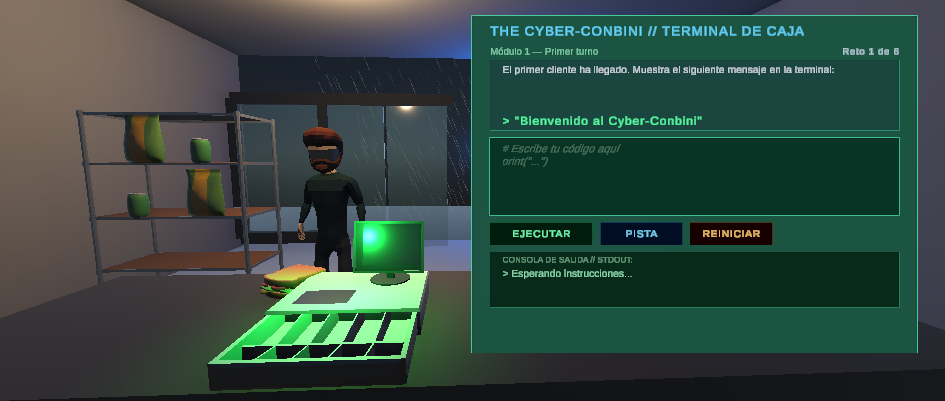 THE CYBER-CONBINI // TERMINAL DE CAJA
Módulo 1 — Primer turno
Reto 1 de 6
El primer cliente ha llegado. Muestra el siguiente mensaje en la terminal:
> "Bienvenido al Cyber-Conbini"
# Escribe tu código aquí
print("...")
EJECUTAR
PISTA
REINICIAR
CONSOLA DE SALIDA // STDOUT:
> Esperando instrucciones...